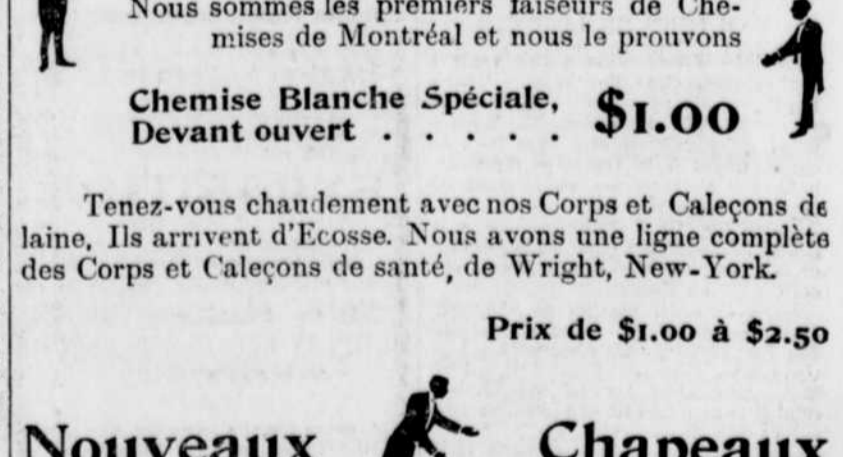 Nous sommes les premiers faiseurs de Che-
mises de Montréal et nous le prouvons
Chemise Blanche Spéciale,
Devant ouvert . . . . . $1.00
Tenez-vous chaudement avec nos Corps et Caleçons de
laine, Ils arrivent d'Ecosse. Nous avons une ligne complète
des Corps et Caleçons de santé, de Wright, New-York.
Prix de $1.00 à $2.50
Nouveaux Chapeaux